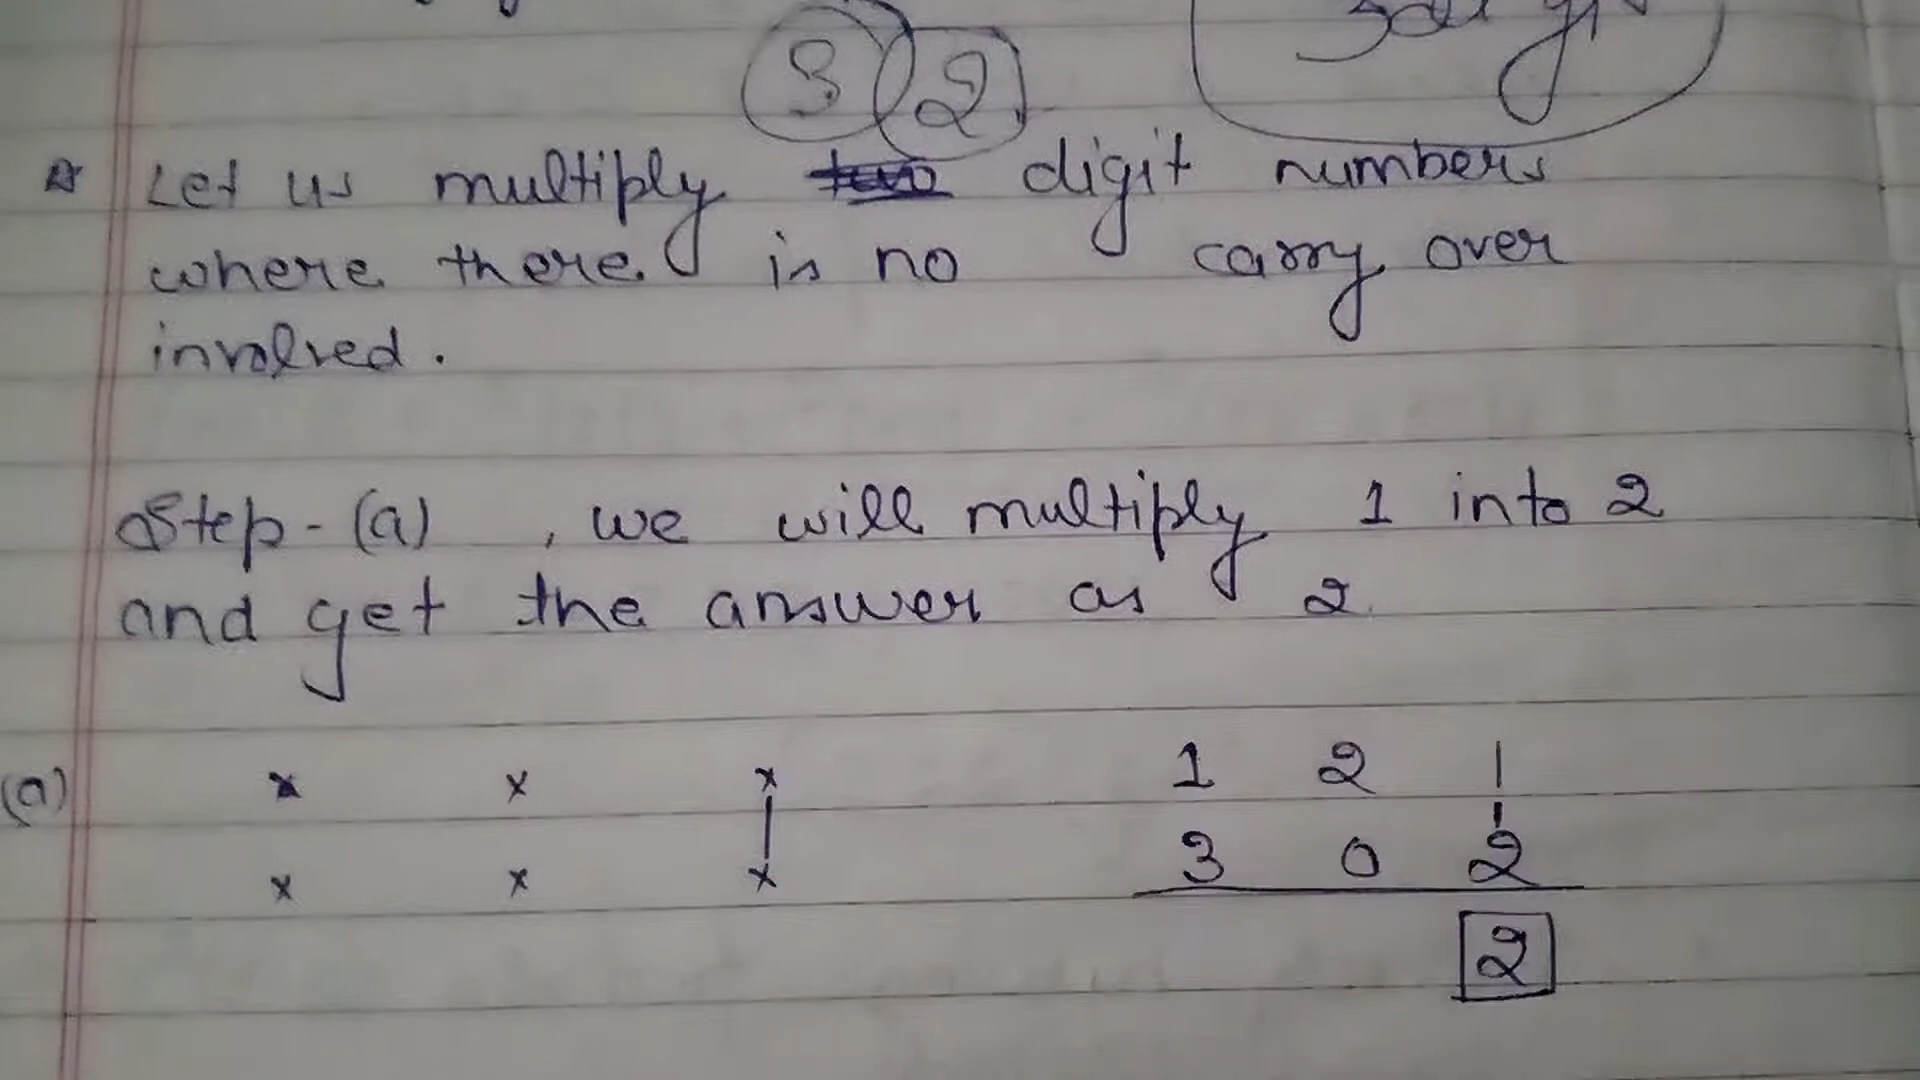 3 2
Let us multiply two digit numbers
where there is no carry over
involved.
Step-(a) , we will multiply 1 into 2
and get the answer as 2
(a) x x x 1 2 1
x x x 3 0 2
2